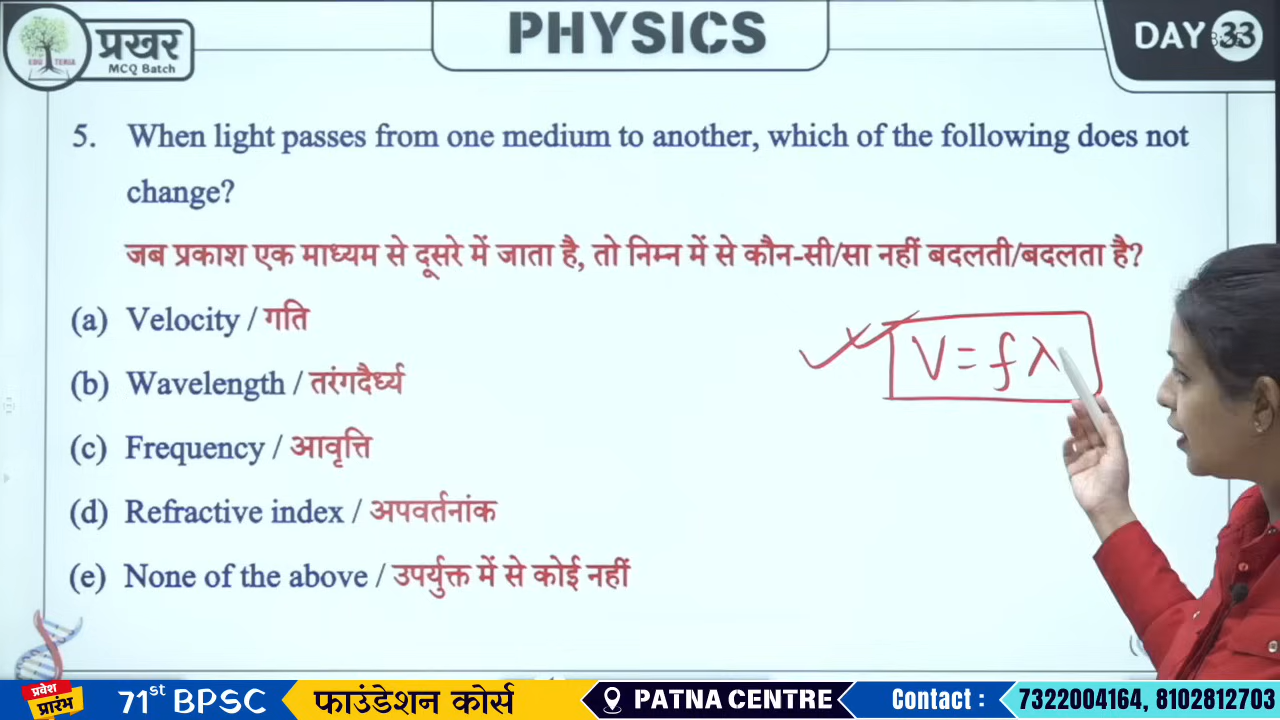 EDU TERIA
प्रखर
MCQ Batch
PHYSICS
DAY 33
5. When light passes from one medium to another, which of the following does not
change?
जब प्रकाश एक माध्यम से दूसरे में जाता है, तो निम्न में से कौन-सी/सा नहीं बदलती/बदलता है?
(a) Velocity / गति
(b) Wavelength / तरंगदैर्ध्य
(c) Frequency / आवृत्ति
(d) Refractive index / अपवर्तनांक
(e) None of the above / उपर्युक्त में से कोई नहीं
V = f λ
प्रवेश
प्रारंभ
71st BPSC
फाउंडेशन कोर्स
PATNA CENTRE
Contact :
7322004164, 8102812703